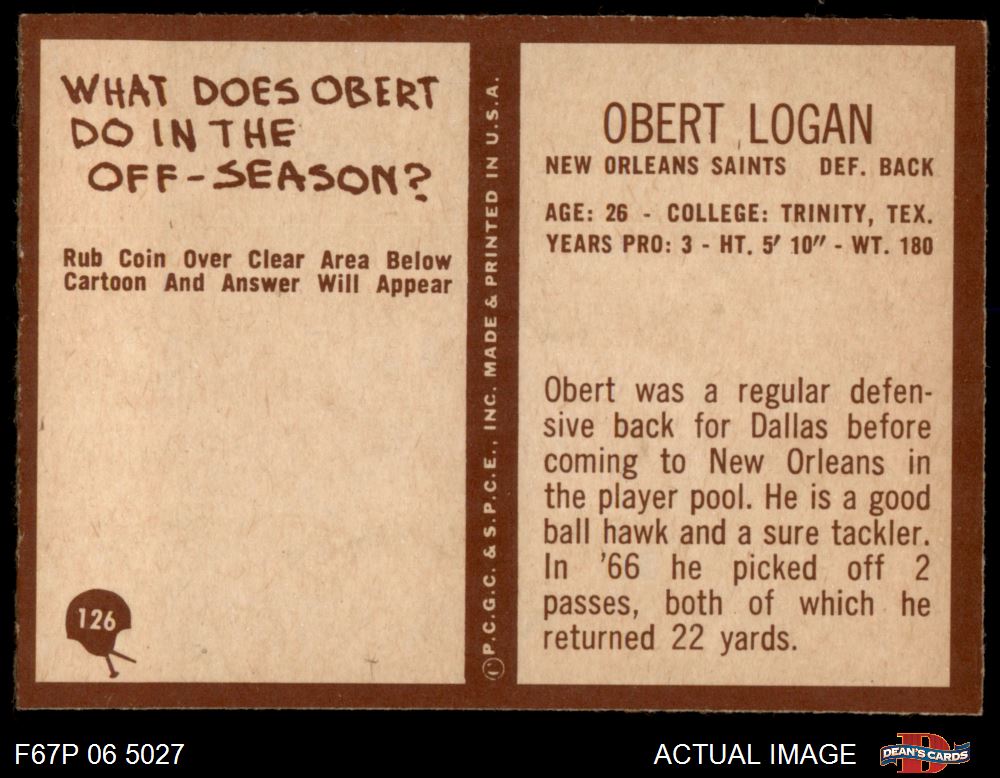 WHAT DOES OBERT
DO IN THE
OFF-SEASON?
Rub Coin Over Clear Area Below
Cartoon And Answer Will Appear
126
Ⓟ P.C.G.C. & S.P.C.E., INC. MADE & PRINTED IN U.S.A.
OBERT LOGAN
NEW ORLEANS SAINTS DEF. BACK
AGE: 26 - COLLEGE: TRINITY, TEX.
YEARS PRO: 3 - HT. 5' 10" - WT. 180
Obert was a regular defen-
sive back for Dallas before
coming to New Orleans in
the player pool. He is a good
ball hawk and a sure tackler.
In '66 he picked off 2
passes, both of which he
returned 22 yards.
F67P 06 5027
ACTUAL IMAGE
DEAN'S CARDS